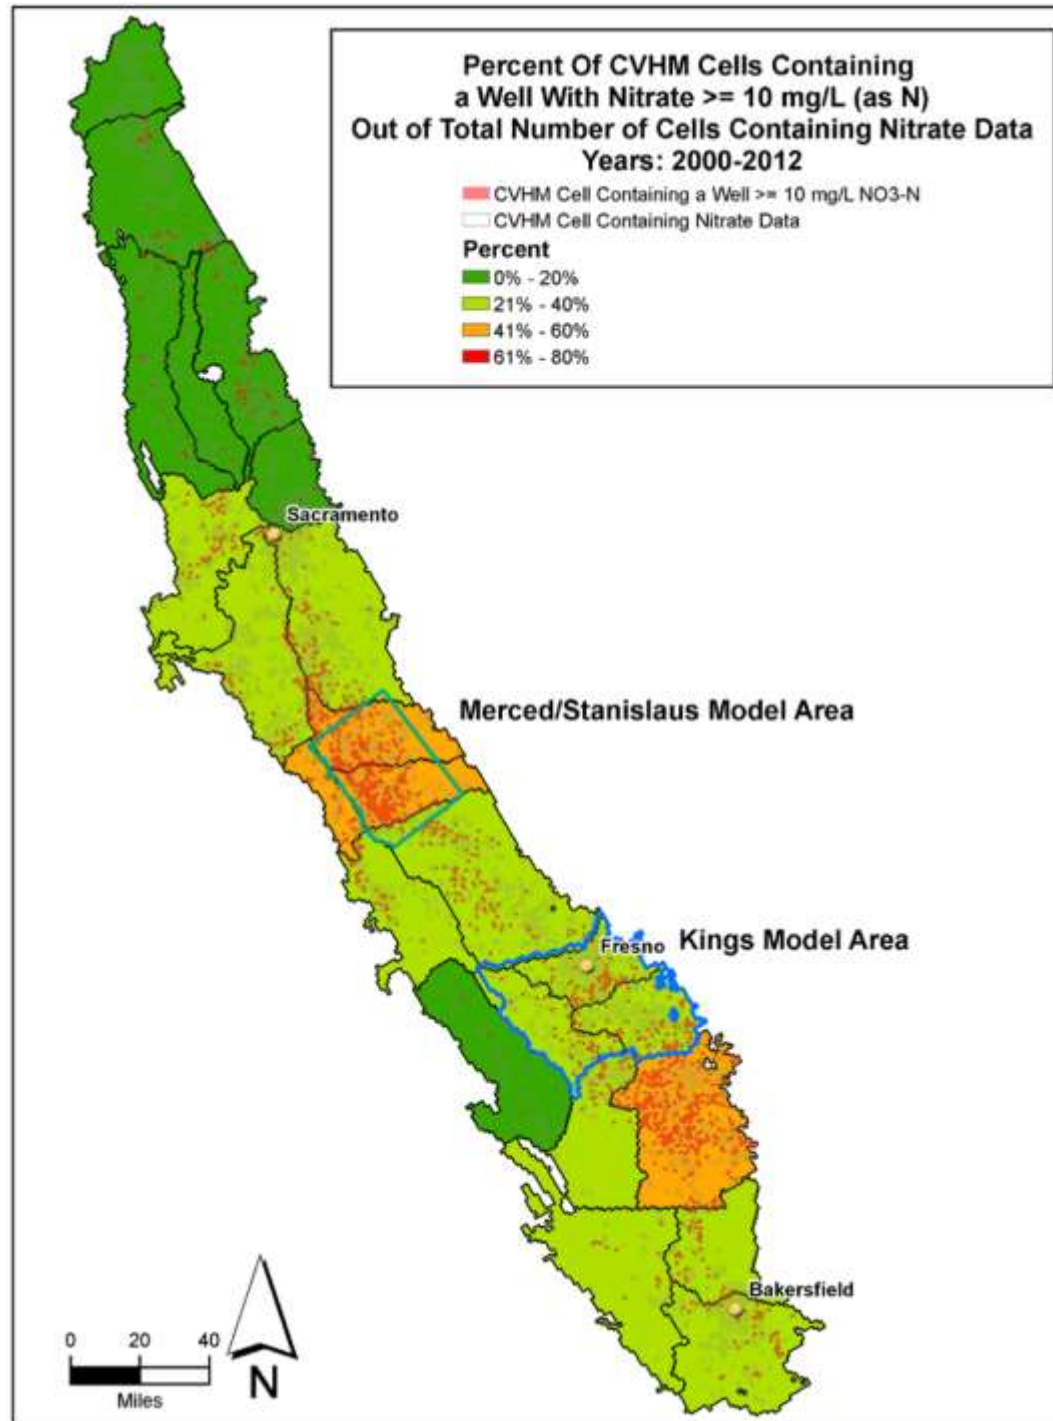 Percent Of CVHM Cells Containing
a Well With Nitrate >= 10 mg/L (as N)
Out of Total Number of Cells Containing Nitrate Data
Years: 2000-2012
CVHM Cell Containing a Well >= 10 mg/L NO3-N
CVHM Cell Containing Nitrate Data
Percent
0% - 20%
21% - 40%
41% - 60%
61% - 80%
Sacramento
Merced/Stanislaus Model Area
Kings Model Area
Fresno
Bakersfield
0 20 40
Miles
N